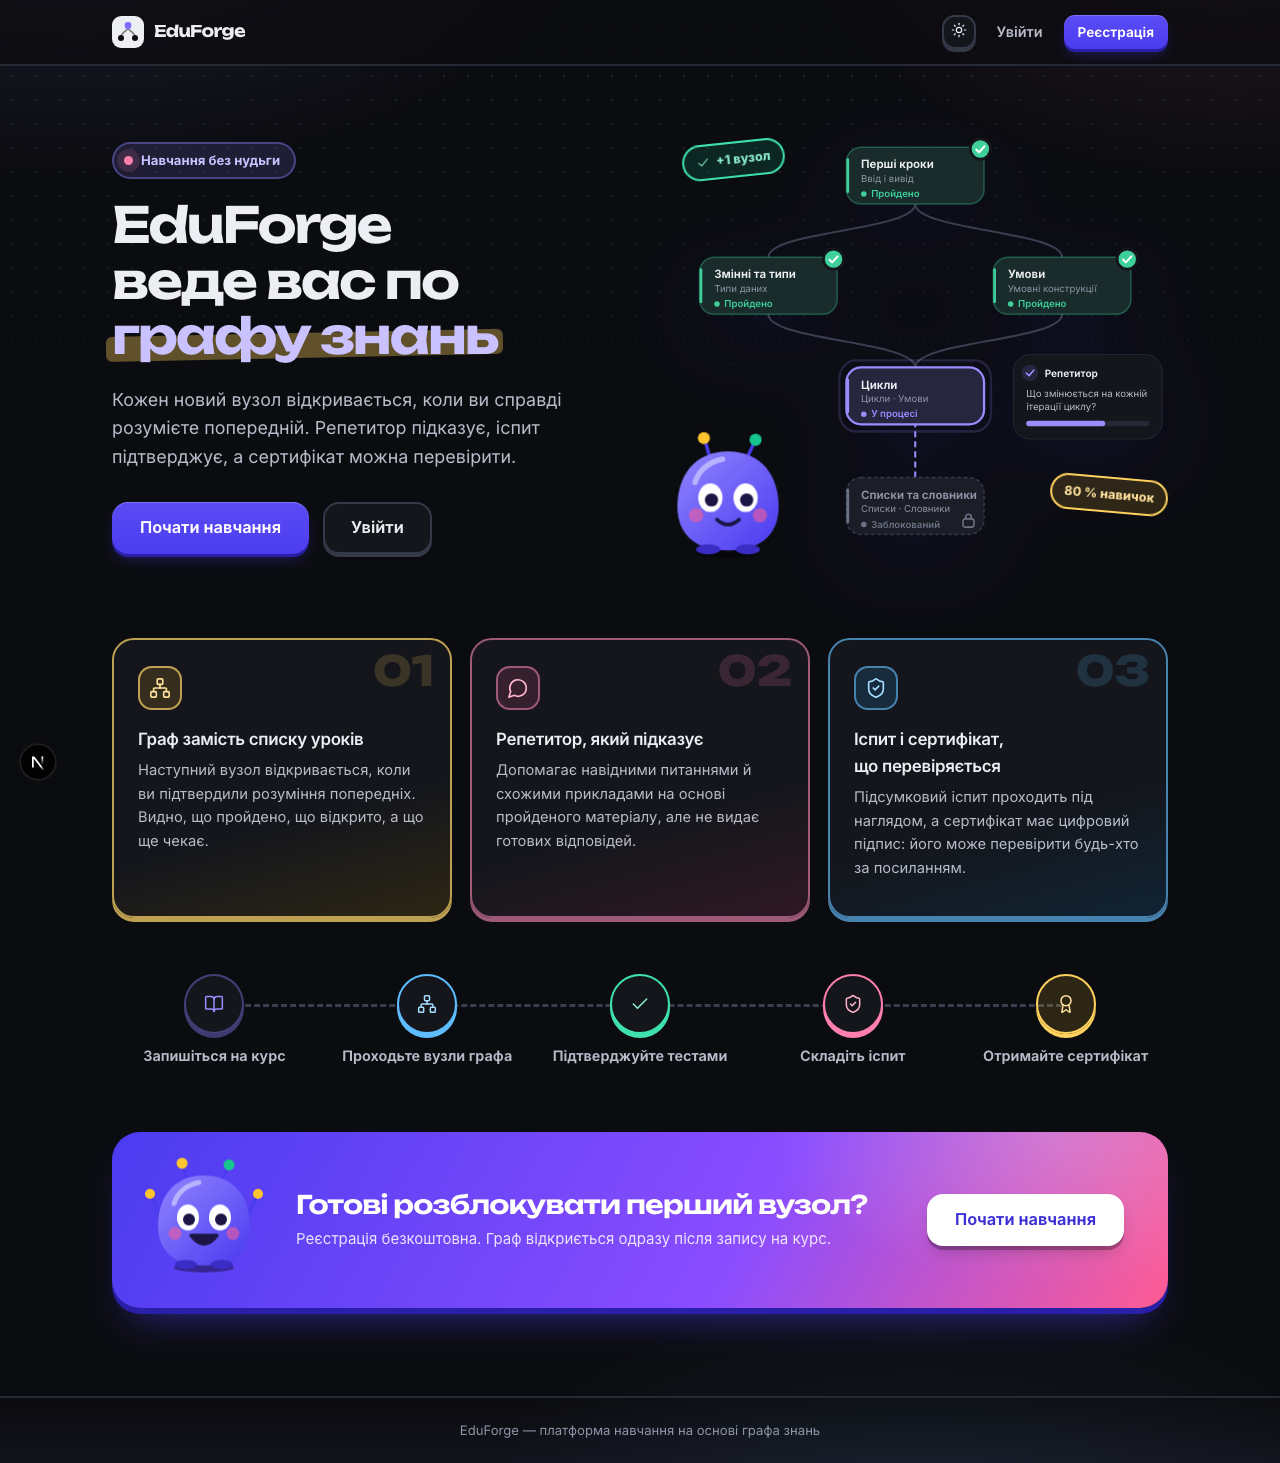 EduForge
Увійти
Реєстрація
Навчання без нудьги
EduForge
веде вас по
графу знань
Кожен новий вузол відкривається, коли ви справді
розумієте попередній. Репетитор підказує, іспит
підтверджує, а сертифікат можна перевірити.
Почати навчання
Увійти
+1 вузол
Перші кроки
Ввід і вивід
Пройдено
Змінні та типи
Типи даних
Пройдено
Умови
Умовні конструкції
Пройдено
Цикли
Цикли · Умови
У процесі
Репетитор
Що змінюється на кожній
ітерації циклу?
Списки та словники
Списки · Словники
Заблокований
80 % навичок
01
Граф замість списку уроків
Наступний вузол відкривається, коли
ви підтвердили розуміння попередніх.
Видно, що пройдено, що відкрито, а що
ще чекає.
02
Репетитор, який підказує
Допомагає навідними питаннями й
схожими прикладами на основі
пройденого матеріалу, але не видає
готових відповідей.
03
Іспит і сертифікат,
що перевіряється
Підсумковий іспит проходить під
наглядом, а сертифікат має цифровий
підпис: його може перевірити будь-хто
за посиланням.
N
Запишіться на курс
Проходьте вузли графа
Підтверджуйте тестами
Складіть іспит
Отримайте сертифікат
Готові розблокувати перший вузол?
Реєстрація безкоштовна. Граф відкриється одразу після запису на курс.
Почати навчання
EduForge — платформа навчання на основі графа знань